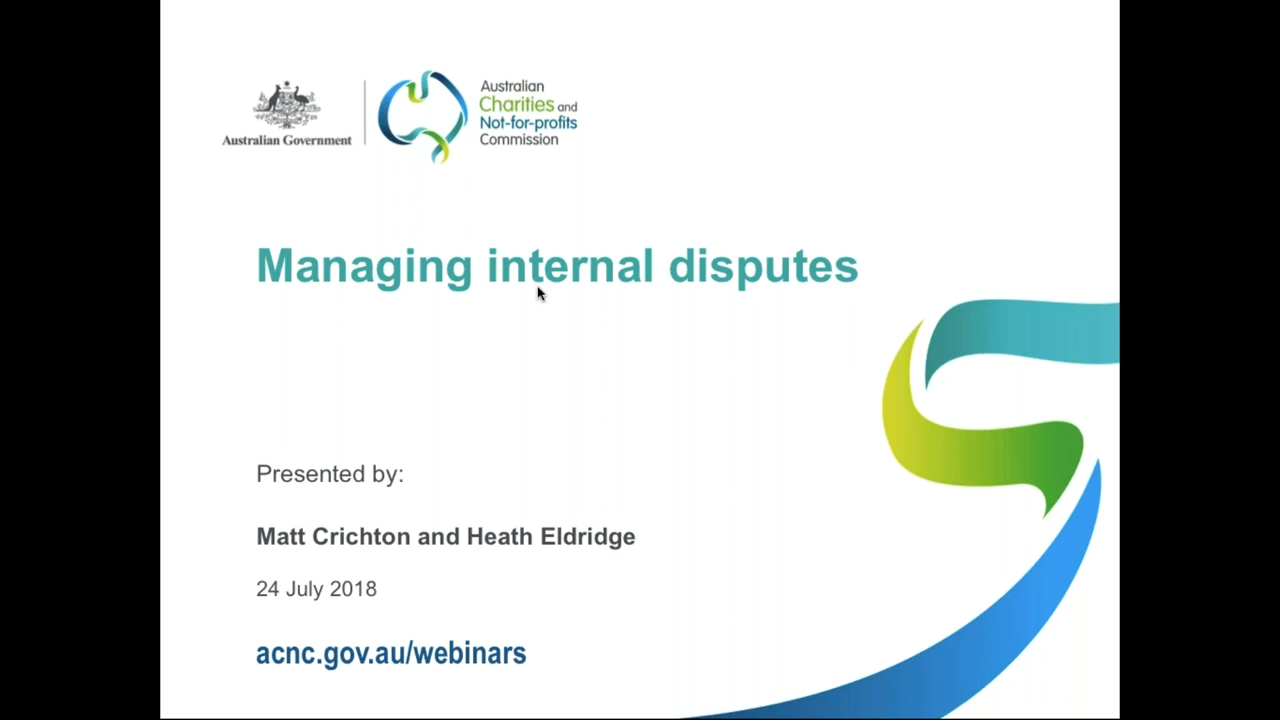 Australian Government
Australian
Charities and
Not-for-profits
Commission
Managing internal disputes
Presented by:
Matt Crichton and Heath Eldridge
24 July 2018
acnc.gov.au/webinars